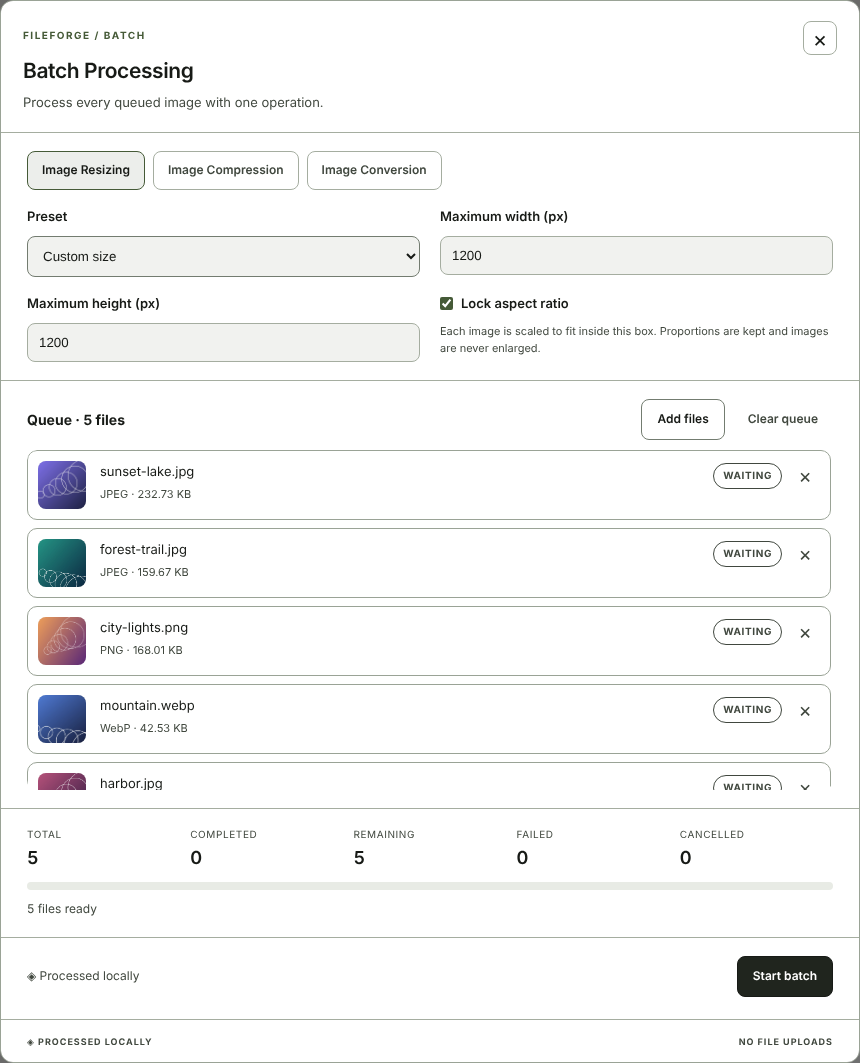 FILEFORGE / BATCH
Batch Processing
Process every queued image with one operation.
Image Resizing
Image Compression
Image Conversion
Preset
Maximum width (px)
Custom size
1200
Maximum height (px)
Lock aspect ratio
1200
Each image is scaled to fit inside this box. Proportions are kept and images
are never enlarged.
Queue · 5 files
Add files
Clear queue
sunset-lake.jpg
JPEG · 232.73 KB
WAITING
forest-trail.jpg
JPEG · 159.67 KB
WAITING
city-lights.png
PNG · 168.01 KB
WAITING
mountain.webp
WebP · 42.53 KB
WAITING
harbor.jpg
WAITING
TOTAL
5
COMPLETED
0
REMAINING
5
FAILED
0
CANCELLED
0
5 files ready
◈ Processed locally
Start batch
◈ PROCESSED LOCALLY
NO FILE UPLOADS